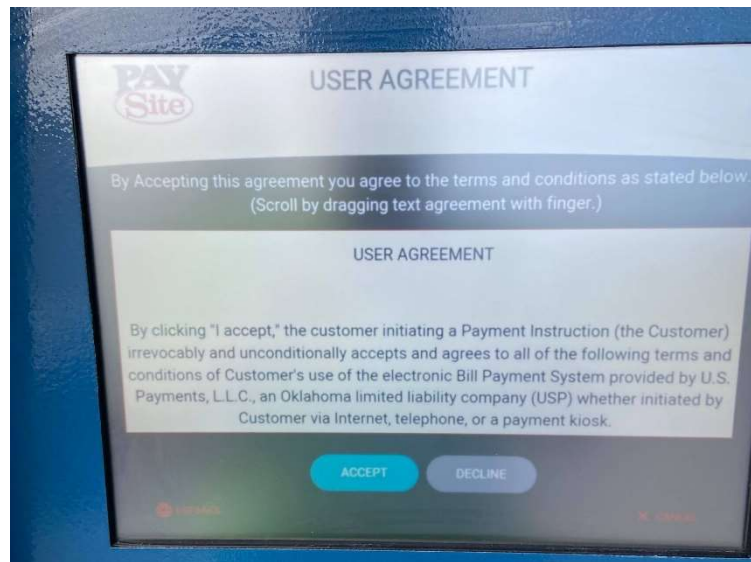 PAY
Site
USER AGREEMENT
By Accepting this agreement you agree to the terms and conditions as stated below.
(Scroll by dragging text agreement with finger.)
USER AGREEMENT
By clicking "I accept," the customer initiating a Payment Instruction (the Customer)
irrevocably and unconditionally accepts and agrees to all of the following terms and
conditions of Customer's use of the electronic Bill Payment System provided by U.S.
Payments, L.L.C., an Oklahoma limited liability company (USP) whether initiated by
Customer via Internet, telephone, or a payment kiosk.
ACCEPT
DECLINE
CANCEL